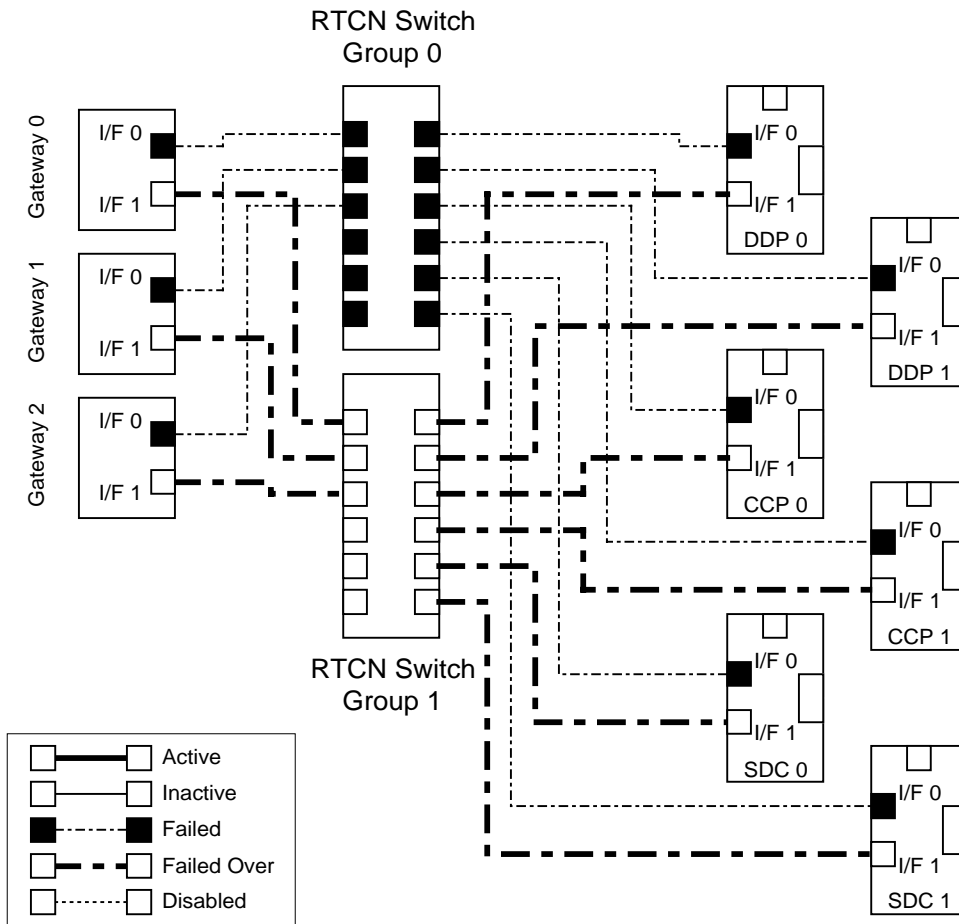 RTCN Switch
Group 0
Gateway 0
I/F 0
I/F 1
Gateway 1
I/F 0
I/F 1
Gateway 2
I/F 0
I/F 1
I/F 0
I/F 1
DDP 0
I/F 0
I/F 1
DDP 1
I/F 0
I/F 1
CCP 0
I/F 0
I/F 1
CCP 1
I/F 0
I/F 1
SDC 0
I/F 0
I/F 1
SDC 1
RTCN Switch
Group 1
Active
Inactive
Failed
Failed Over
Disabled